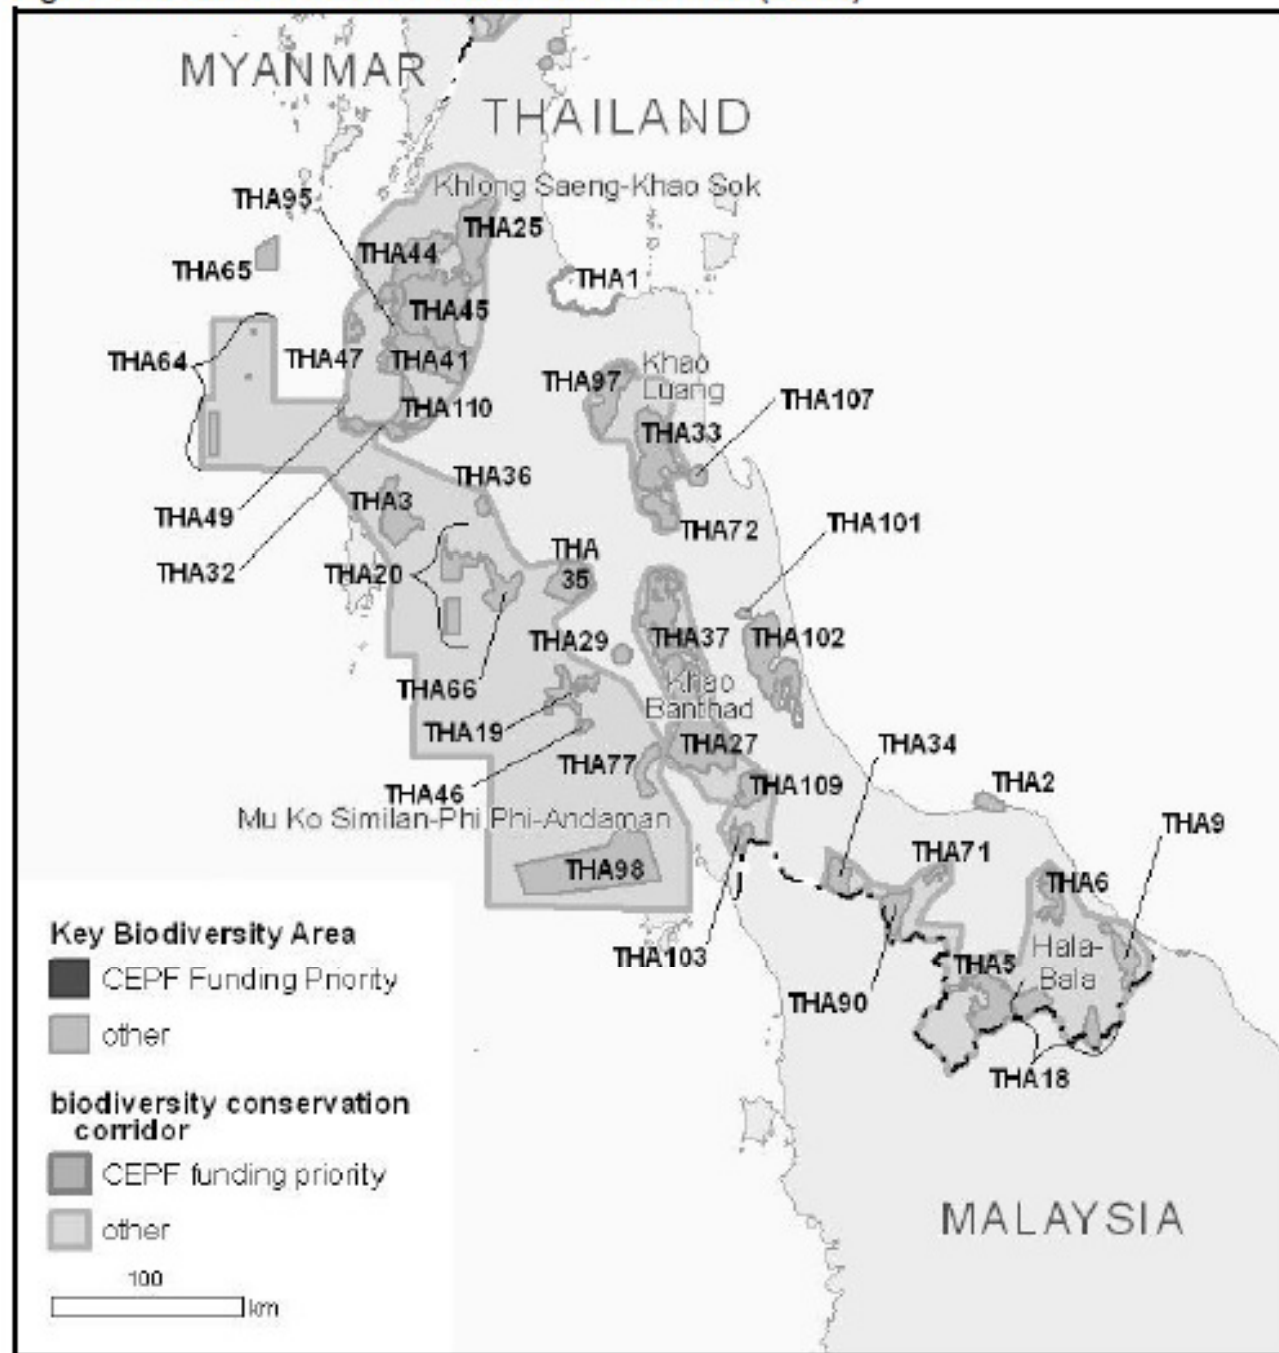 MYANMAR
THAILAND
Khlong Saeng-Khao Sok
THA95
THA25
THA44
THA65
THA1
THA45
THA64
THA47
THA41
Khao
Luang
THA97
THA107
THA110
THA33
THA36
THA3
THA49
THA72
THA101
THA
35
THA32
THA20
THA29
THA37
THA102
THA66
Khao
Banthad
THA19
THA27
THA34
THA77
THA109
THA2
THA46
Mu Ko Similan-Phi Phi-Andaman
THA9
THA71
THA98
THA6
Key Biodiversity Area
THA103
Hala-
Bala
THA5
CEPF Funding Priority
THA90
other
THA18
biodiversity conservation
corridor
CEPF funding priority
other
MALAYSIA
100
km